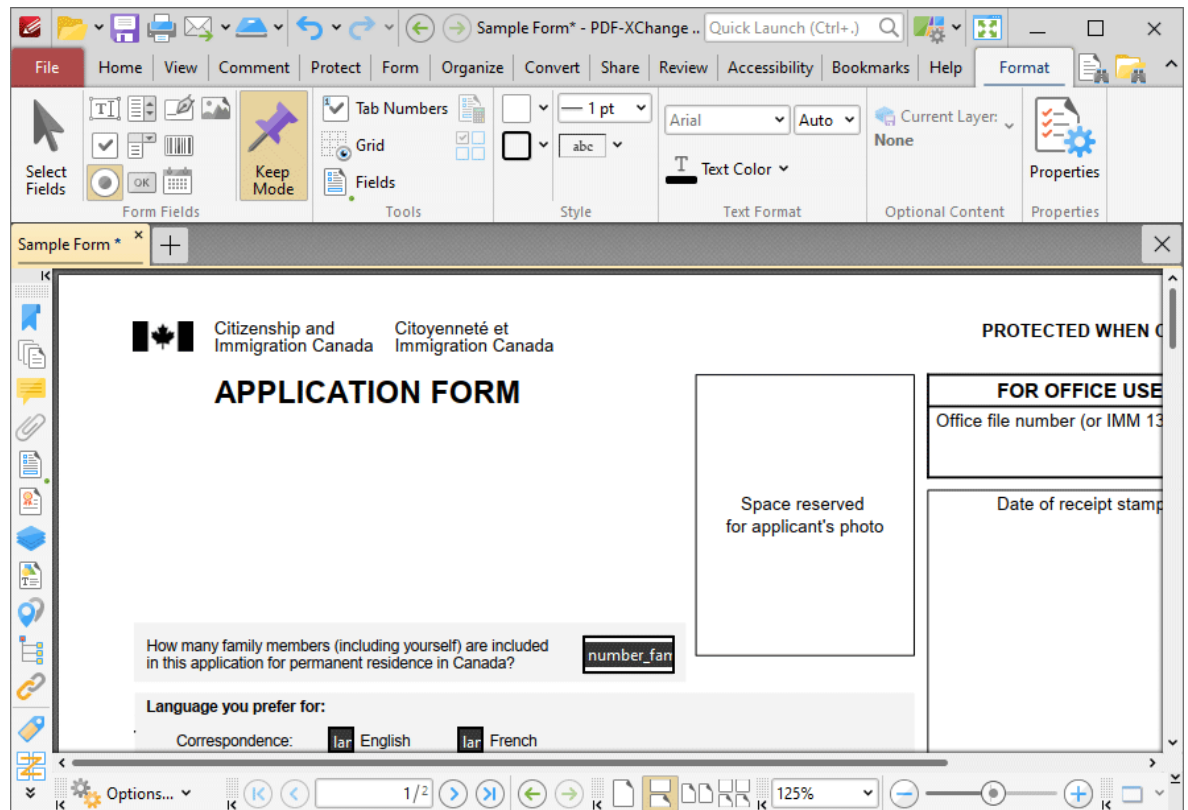 Sample Form* - PDF-XChange ..
Quick Launch (Ctrl+.)
File Home View Comment Protect Form Organize Convert Share Review Accessibility Bookmarks Help Format
Select Fields
OK
Keep Mode
Tab Numbers
Grid
Fields
1 pt
abc
Arial
Auto
T Text Color
Current Layer:
None
Properties
Form Fields
Tools
Style
Text Format
Optional Content
Properties
Sample Form *
Citizenship and
Immigration Canada
Citoyenneté et
Immigration Canada
PROTECTED WHEN
APPLICATION FORM
FOR OFFICE USE
Office file number (or IMM 13
Space reserved
for applicant's photo
Date of receipt stamp
How many family members (including yourself) are included
in this application for permanent residence in Canada?
number_fam
Language you prefer for:
Correspondence: lan English lan French
Options...
1/2
125%